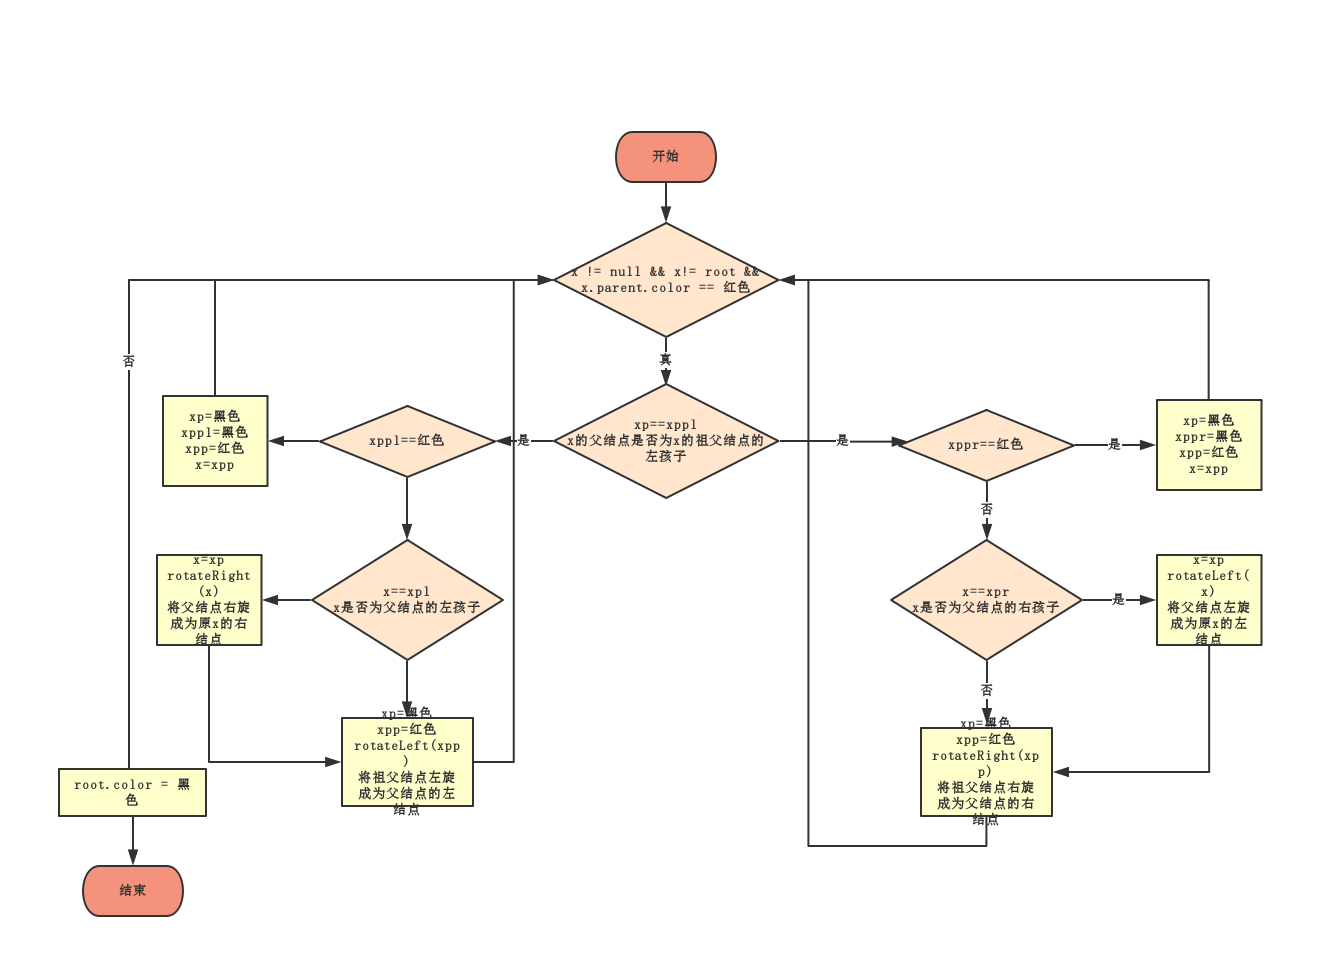 开始
x != null && x!= root &&
x.parent.color == 红色
否
真
xp=黑色
xppl=黑色
xpp=红色
x=xpp
xppl==红色
是
xp==xppl
x的父结点是否为x的祖父结点的
左孩子
是
xppr==红色
是
xp=黑色
xppr=黑色
xpp=红色
x=xpp
否
x=xp
rotateRight
(x)
将父结点右旋
成为原x的右
结点
x==xpl
x是否为父结点的左孩子
x==xpr
x是否为父结点的右孩子
是
x=xp
rotateLeft(
x)
将父结点左旋
成为原x的左
结点
否
xp=黑色
xpp=红色
rotateLeft(xpp
)
将祖父结点左旋
成为父结点的左
结点
xp=黑色
xpp=红色
rotateRight(xp
p)
将祖父结点右旋
成为父结点的右
结点
root.color = 黑
色
结束